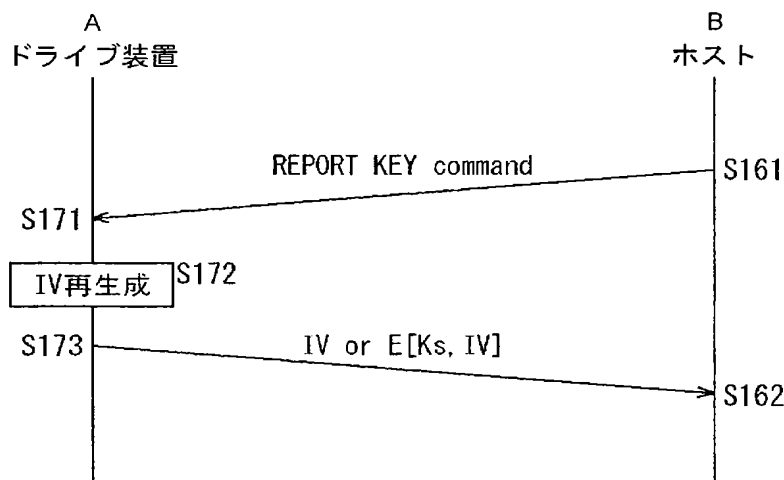 A
ドライブ装置
B
ホスト
REPORT KEY command
S161
S171
IV再生成
S172
S173
IV or E[Ks, IV]
S162